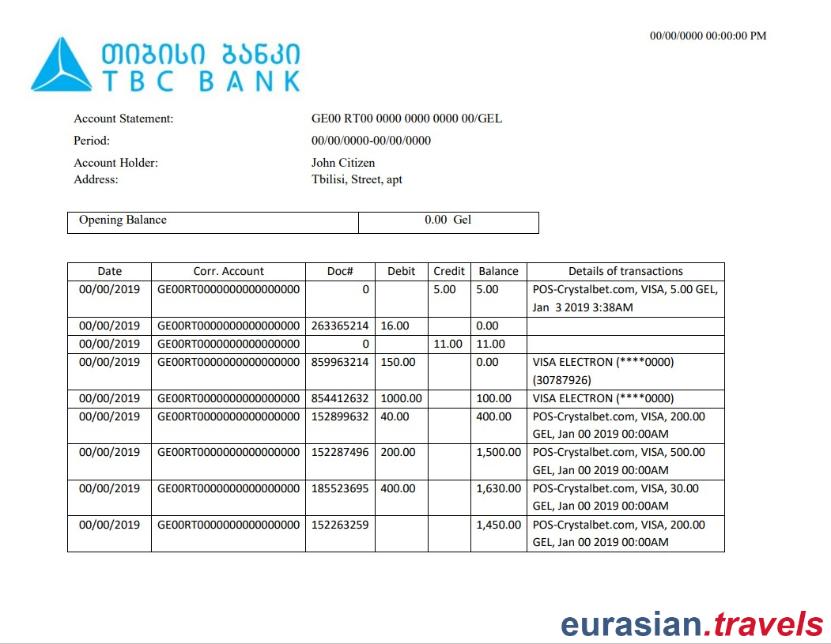 00/00/0000 00:00:00 PM
თიბისი ბანკი
TBC BANK
Account Statement: GE00 RT00 0000 0000 0000 00/GEL
Period: 00/00/0000-00/00/0000
Account Holder: John Citizen
Address: Tbilisi, Street, apt
Opening Balance 0.00 Gel
Date Corr. Account Doc# Debit Credit Balance Details of transactions
00/00/2019 GE00RT0000000000000000 0 5.00 5.00 POS-Crystalbet.com, VISA, 5.00 GEL,
Jan 3 2019 3:38AM
00/00/2019 GE00RT0000000000000000 263365214 16.00 0.00
00/00/2019 GE00RT0000000000000000 0 11.00 11.00
00/00/2019 GE00RT0000000000000000 859963214 150.00 0.00 VISA ELECTRON (****0000)
(30787926)
00/00/2019 GE00RT0000000000000000 854412632 1000.00 100.00 VISA ELECTRON (****0000)
00/00/2019 GE00RT0000000000000000 152899632 40.00 400.00 POS-Crystalbet.com, VISA, 200.00
GEL, Jan 00 2019 00:00AM
00/00/2019 GE00RT0000000000000000 152287496 200.00 1,500.00 POS-Crystalbet.com, VISA, 500.00
GEL, Jan 00 2019 00:00AM
00/00/2019 GE00RT0000000000000000 185523695 400.00 1,630.00 POS-Crystalbet.com, VISA, 30.00
GEL, Jan 00 2019 00:00AM
00/00/2019 GE00RT0000000000000000 152263259 1,450.00 POS-Crystalbet.com, VISA, 200.00
GEL, Jan 00 2019 00:00AM
eurasian.travels